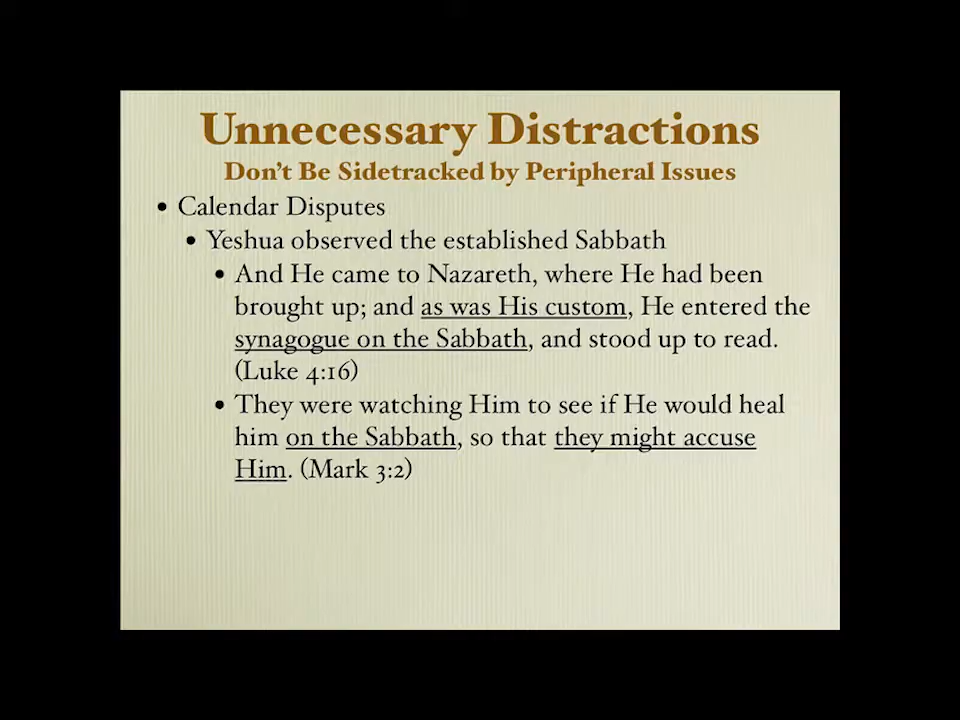 Unnecessary Distractions
Don't Be Sidetracked by Peripheral Issues
• Calendar Disputes
• Yeshua observed the established Sabbath
• And He came to Nazareth, where He had been
brought up; and as was His custom, He entered the
synagogue on the Sabbath, and stood up to read.
(Luke 4:16)
• They were watching Him to see if He would heal
him on the Sabbath, so that they might accuse
Him. (Mark 3:2)